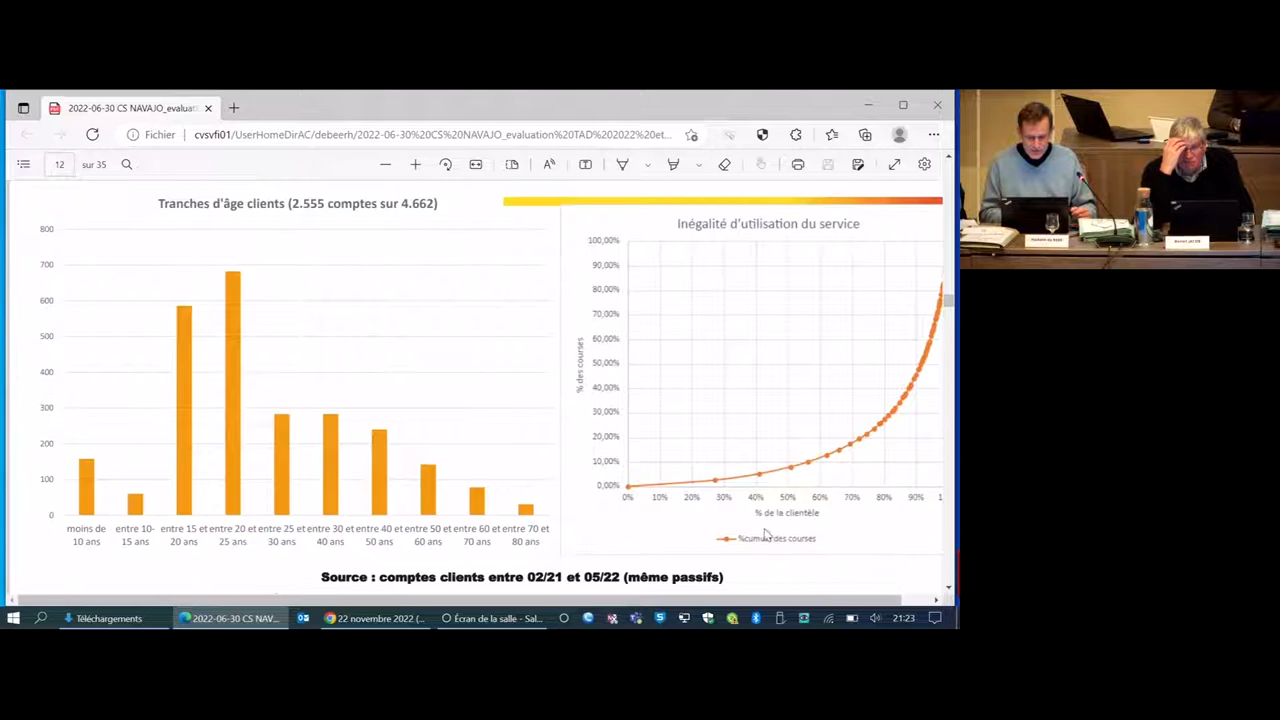 2022-06-30 CS NAVAJO_evaluat
Fichier
cvsvfi01/UserHomeDirAC/debeerh/2022-06-30%20CS%20NAVAJO_evaluation%20TAD%202022%20et...
12 sur 35
Tranches d'âge clients (2.555 comptes sur 4.662)
800
700
600
500
400
300
200
100
0
moins de 10 ans
entre 10-15 ans
entre 15 et 20 ans
entre 20 et 25 ans
entre 25 et 30 ans
entre 30 et 40 ans
entre 40 et 50 ans
entre 50 et 60 ans
entre 60 et 70 ans
entre 70 et 80 ans
Inégalité d'utilisation du service
100,00%
90,00%
80,00%
70,00%
60,00%
50,00%
40,00%
30,00%
20,00%
10,00%
0,00%
% des courses
0% 10% 20% 30% 40% 50% 60% 70% 80% 90% 1
% de la clientèle
%cumulé des courses
Source : comptes clients entre 02/21 et 05/22 (même passifs)
Téléchargements
2022-06-30 CS NAV...
22 novembre 2022 (...
Écran de la salle - Sal...
21:23